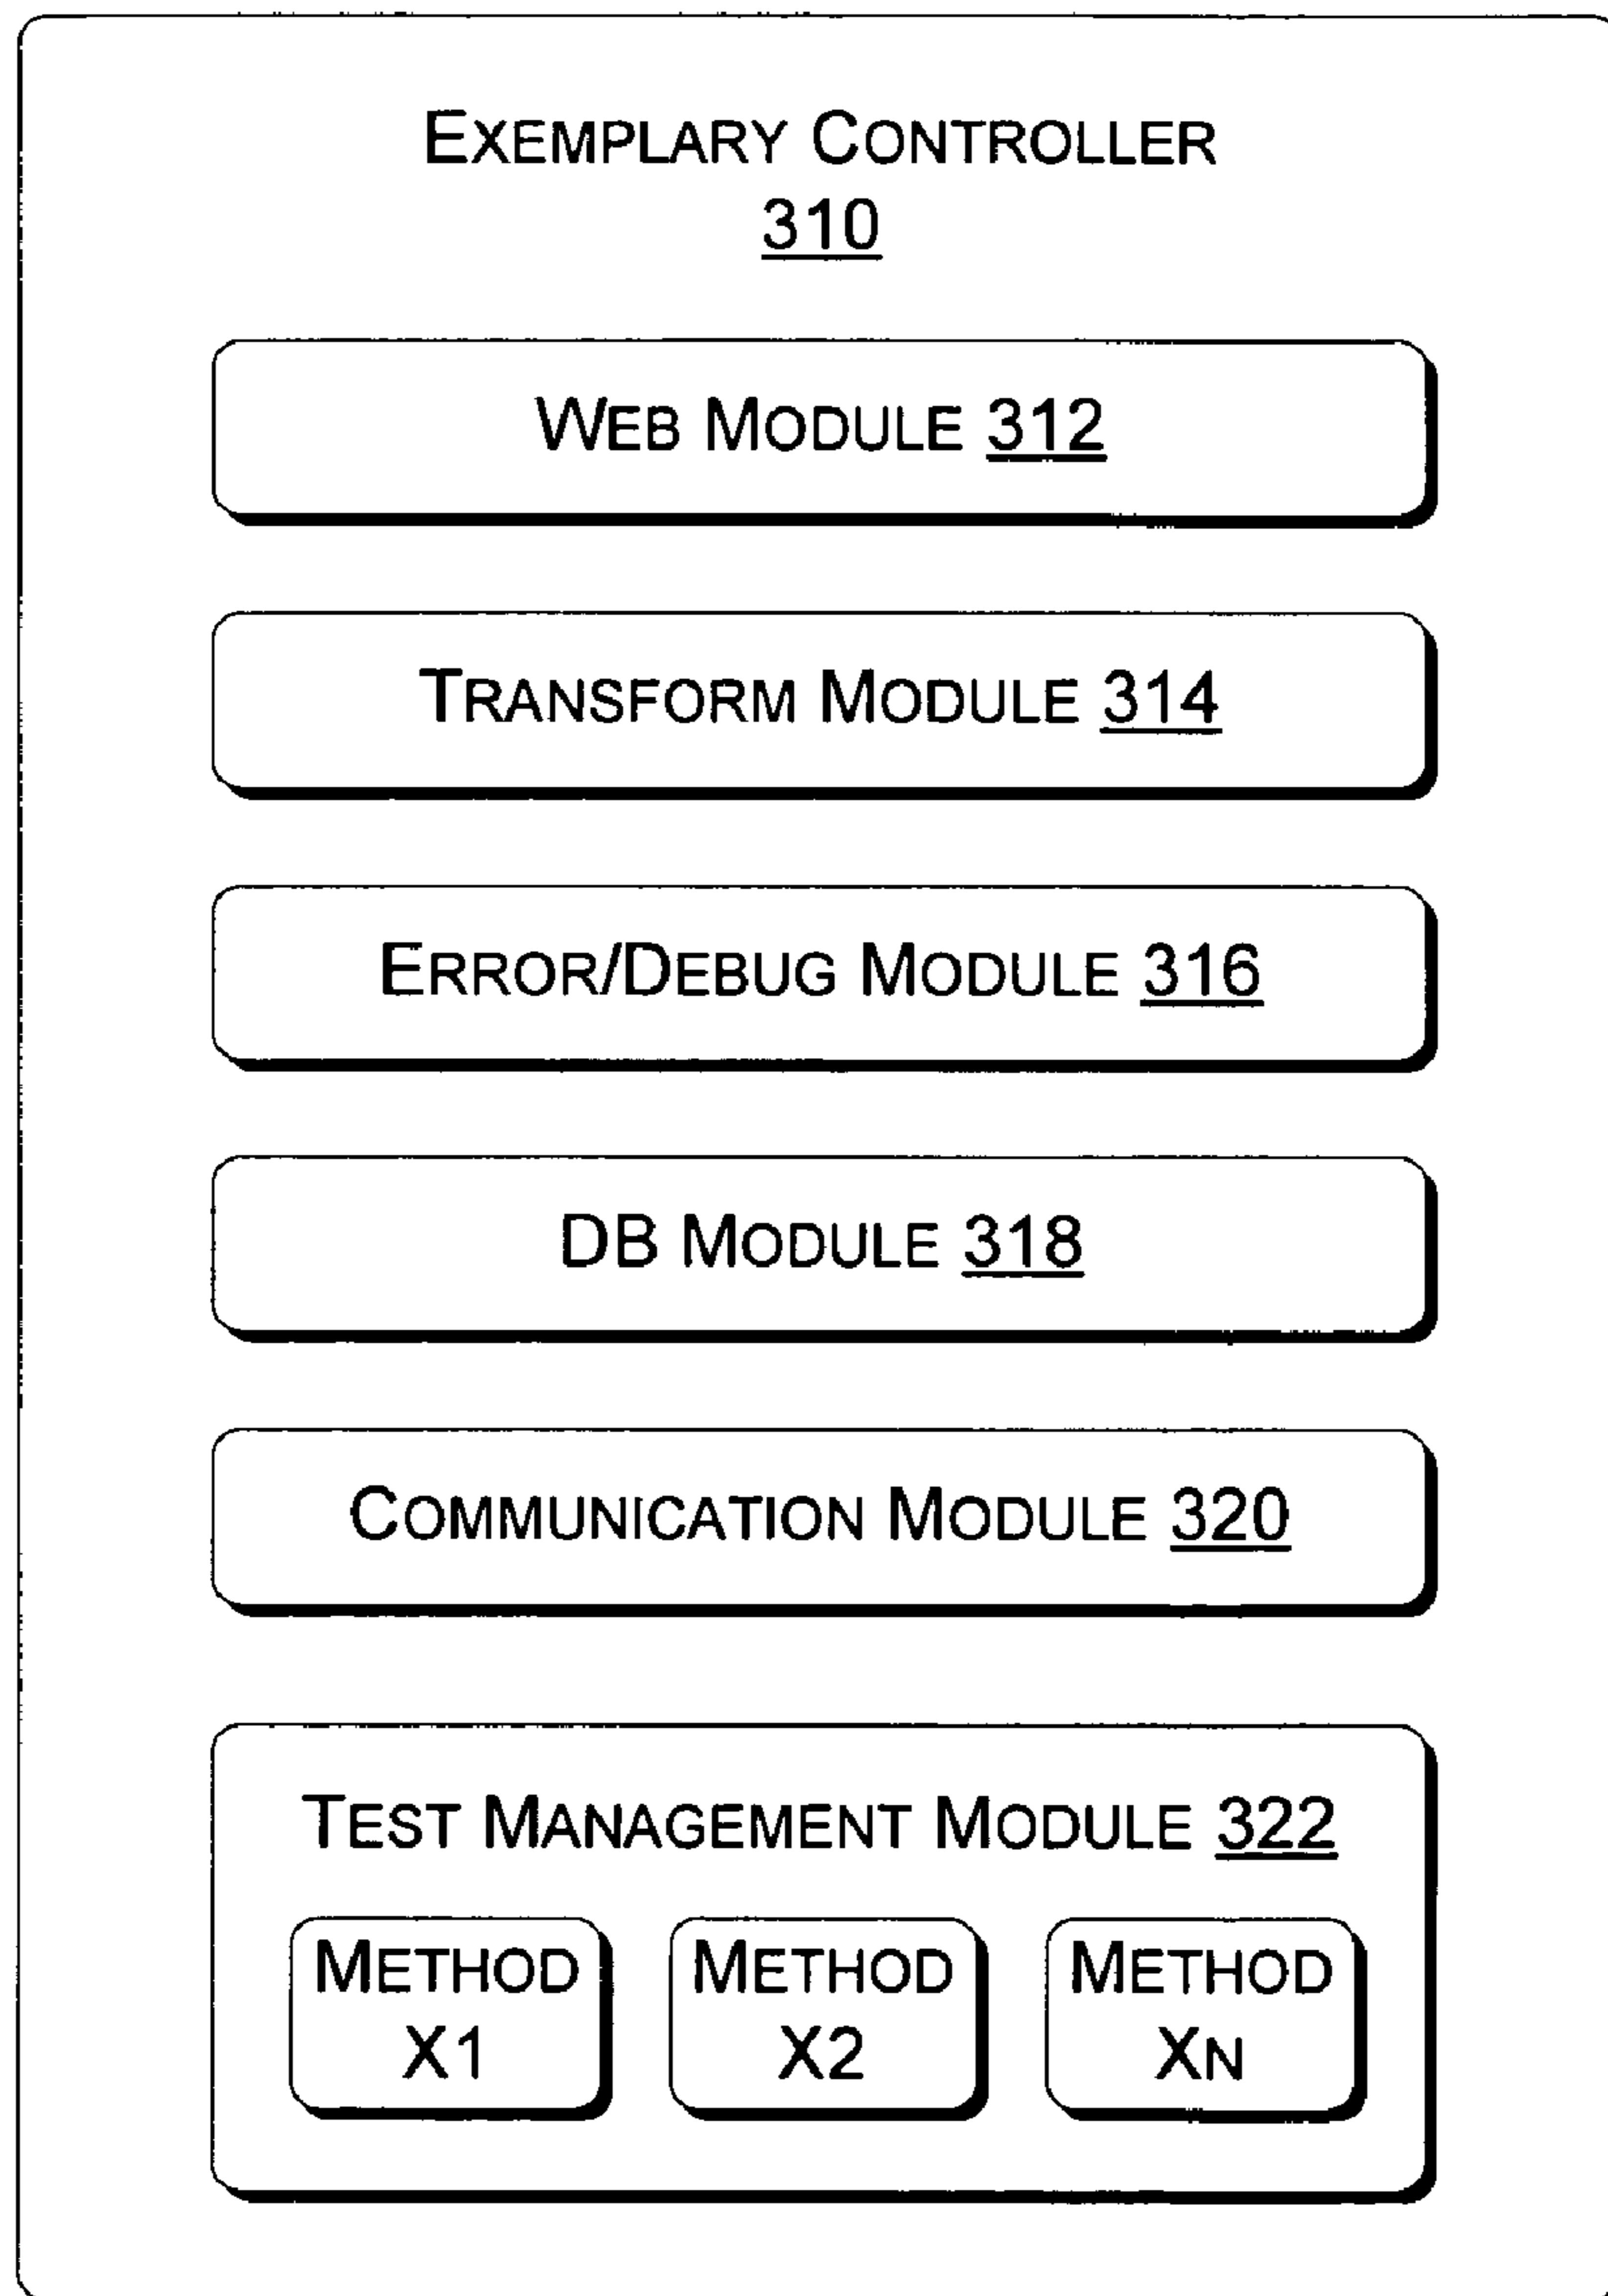 EXEMPLARY CONTROLLER
310
WEB MODULE 312
TRANSFORM MODULE 314
ERROR/DEBUG MODULE 316
DB MODULE 318
COMMUNICATION MODULE 320
TEST MANAGEMENT MODULE 322
METHOD X1
METHOD X2
METHOD XN